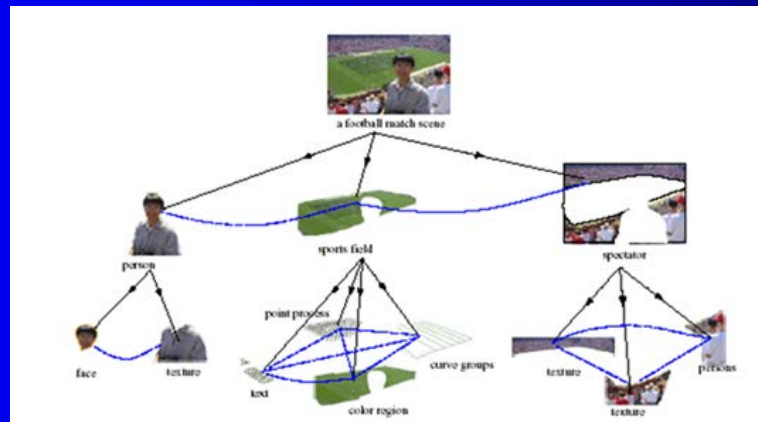 a football match scene
sports field
person
spectator
point process
face
texture
curve groups
texture
persons
text
color region
texture